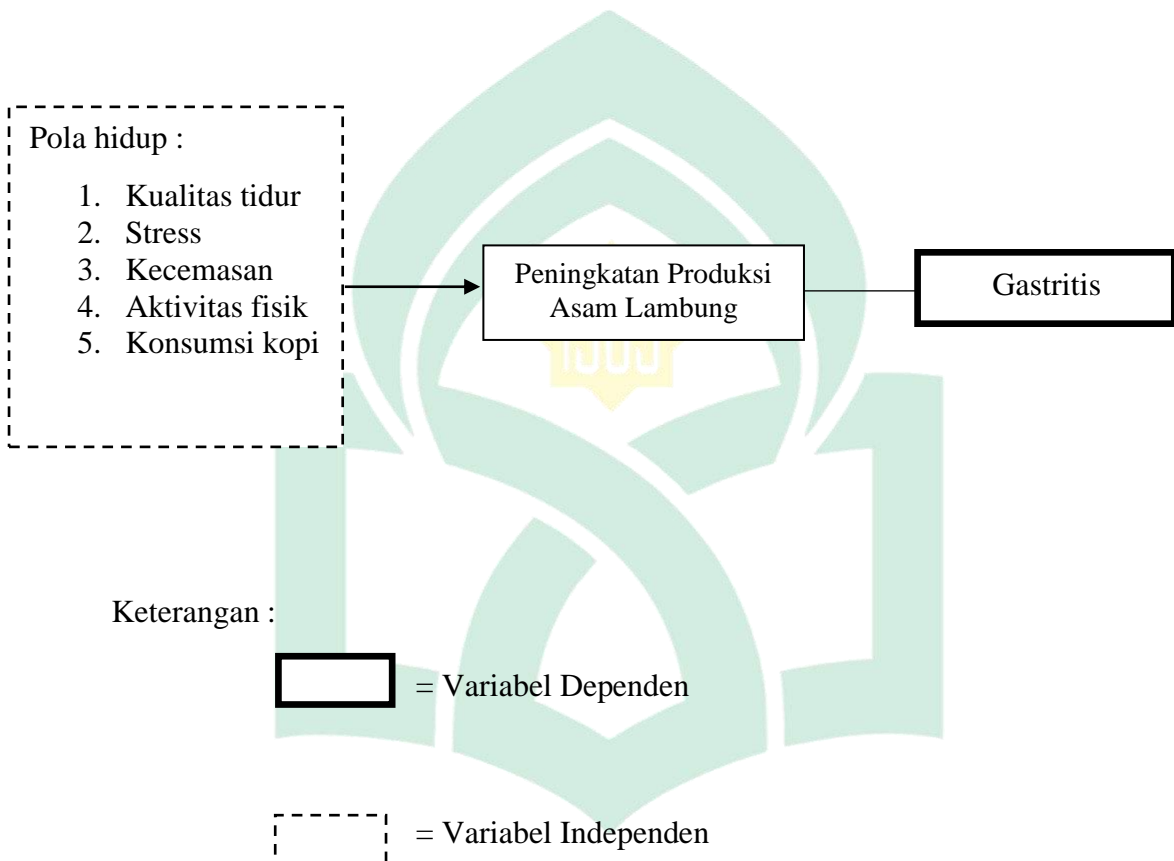 Pola hidup :
1. Kualitas tidur
2. Stress
3. Kecemasan
4. Aktivitas fisik
5. Konsumsi kopi
Peningkatan Produksi
Asam Lambung
Gastritis
Keterangan :
= Variabel Dependen
= Variabel Independen